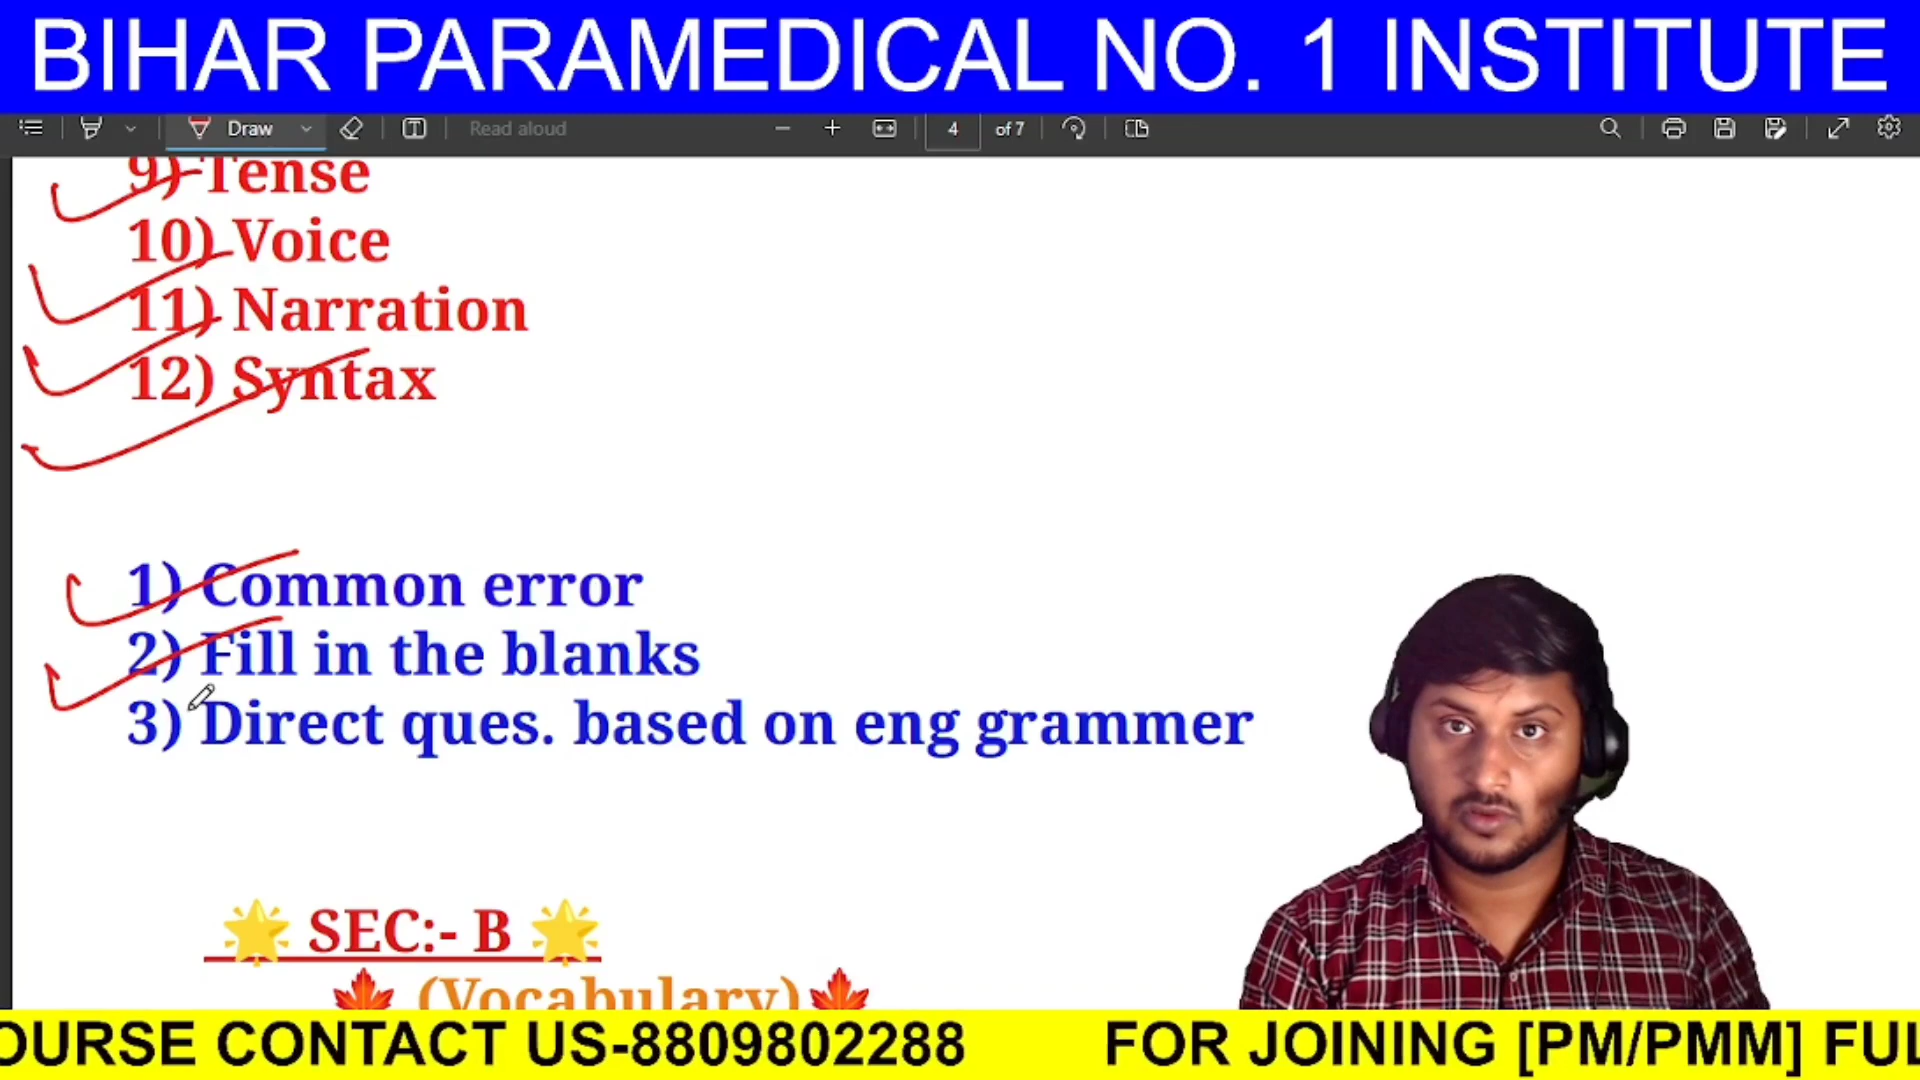 BIHAR PARAMEDICAL NO. 1 INSTITUTE
Draw Read aloud 4 of 7
9) Tense
10) Voice
11) Narration
12) Syntax
1) Common error
2) Fill in the blanks
3) Direct ques. based on eng grammer
SEC:- B
(Vocabulary)
OURSE CONTACT US-8809802288 FOR JOINING [PM/PMM] FUL